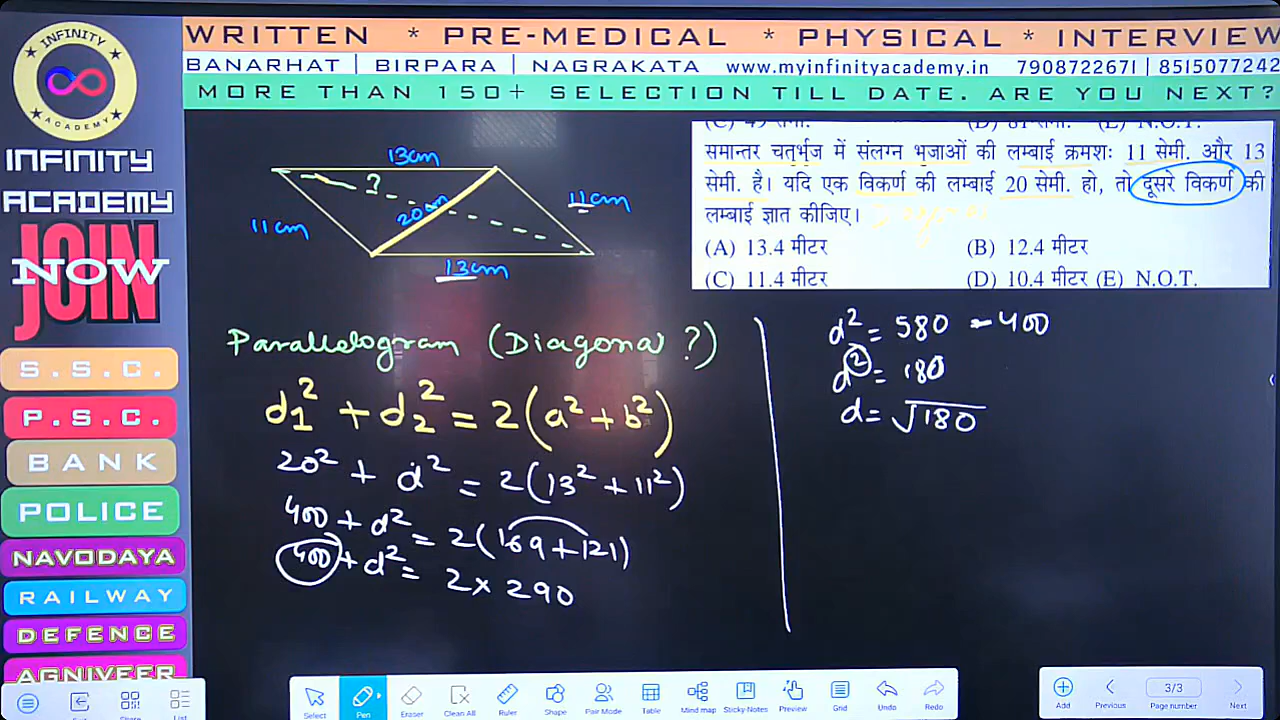 INFINITY
ACADEMY
INFINITY
ACADEMY
JOIN
NOW
S.S.C.
P.S.C.
BANK
POLICE
NAVODAYA
RAILWAY
DEFENCE
AGNIVEER
WRITTEN * PRE-MEDICAL * PHYSICAL * INTERVIEW
BANARHAT | BIRPARA | NAGRAKATA www.myinfinityacademy.in 7908722671 | 8515077242
MORE THAN 150+ SELECTION TILL DATE. ARE YOU NEXT?
13cm
?
20cm
11cm
11cm
13cm
(E) N.O.T.
समान्तर चतुर्भुज में संलग्न भुजाओं की लम्बाई क्रमशः 11 सेमी. और 13
सेमी. है। यदि एक विकर्ण की लम्बाई 20 सेमी. हो, तो दूसरे विकर्ण की
लम्बाई ज्ञात कीजिए।
(A) 13.4 मीटर (B) 12.4 मीटर
(C) 11.4 मीटर (D) 10.4 मीटर (E) N.O.T.
Parallelogram (Diagonal ?)
d₁² + d₂² = 2(a² + b²)
20² + d² = 2(13² + 11²)
400 + d² = 2(169 + 121)
400 + d² = 2 × 290
d² = 580 - 400
d² = 180
d = √180
Select
Pen
Eraser
Clean All
Ruler
Shape
Pair Mode
Table
Mind map
Sticky-Notes
Preview
Grid
Undo
Redo
Add
Previous
3/3
Page number
Next